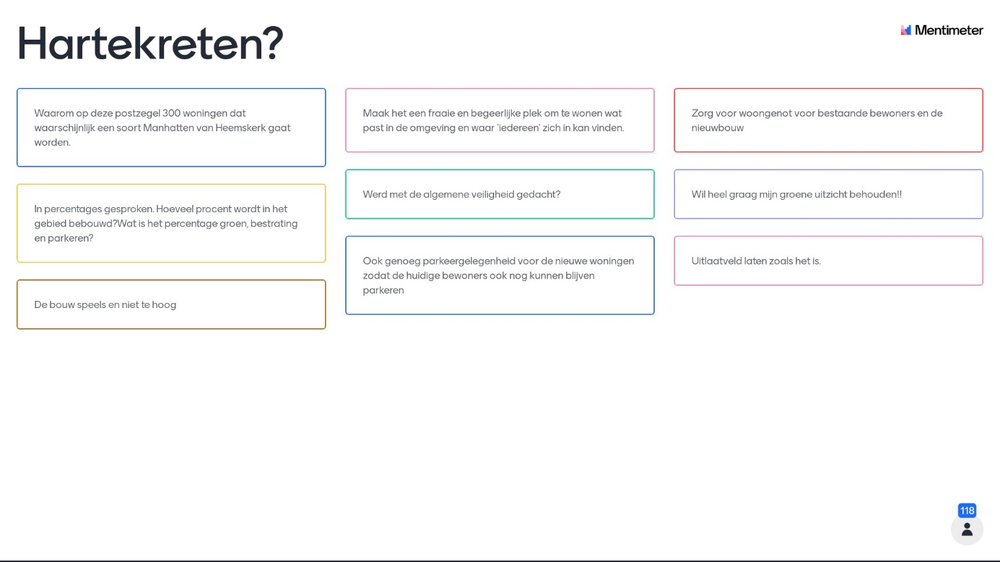 Hartekreten?
Mentimeter
Waarom op deze postzegel 300 woningen dat
waarschijnlijk een soort Manhatten van Heemskerk gaat
worden.
In percentages gesproken. Hoeveel procent wordt in het
gebied bebouwd?Wat is het percentage groen, bestrating
en parkeren?
De bouw speels en niet te hoog
Maak het een fraaie en begeerlijke plek om te wonen wat
past in de omgeving en waar 'iedereen' zich in kan vinden.
Werd met de algemene veiligheid gedacht?
Ook genoeg parkeergelegenheid voor de nieuwe woningen
zodat de huidige bewoners ook nog kunnen blijven
parkeren
Zorg voor woongenot voor bestaande bewoners en de
nieuwbouw
Wil heel graag mijn groene uitzicht behouden!!
Uitlaatveld laten zoals het is.
118